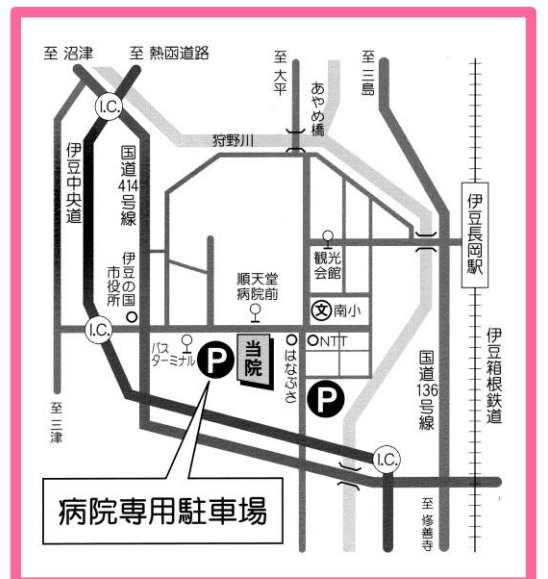 至 沼津
至 熱函道路
至 大平
あやめ橋
至 三島
I.C.
狩野川
伊豆中央道
国道414号線
伊豆長岡駅
観光
会館
伊豆の国
市役所
順天堂
病院前
文 南小
I.C.
バス
ターミナル
P
当院
はなぶさ
NTT
P
国道136号線
伊豆箱根鉄道
至 三津
I.C.
病院専用駐車場
至 修善寺